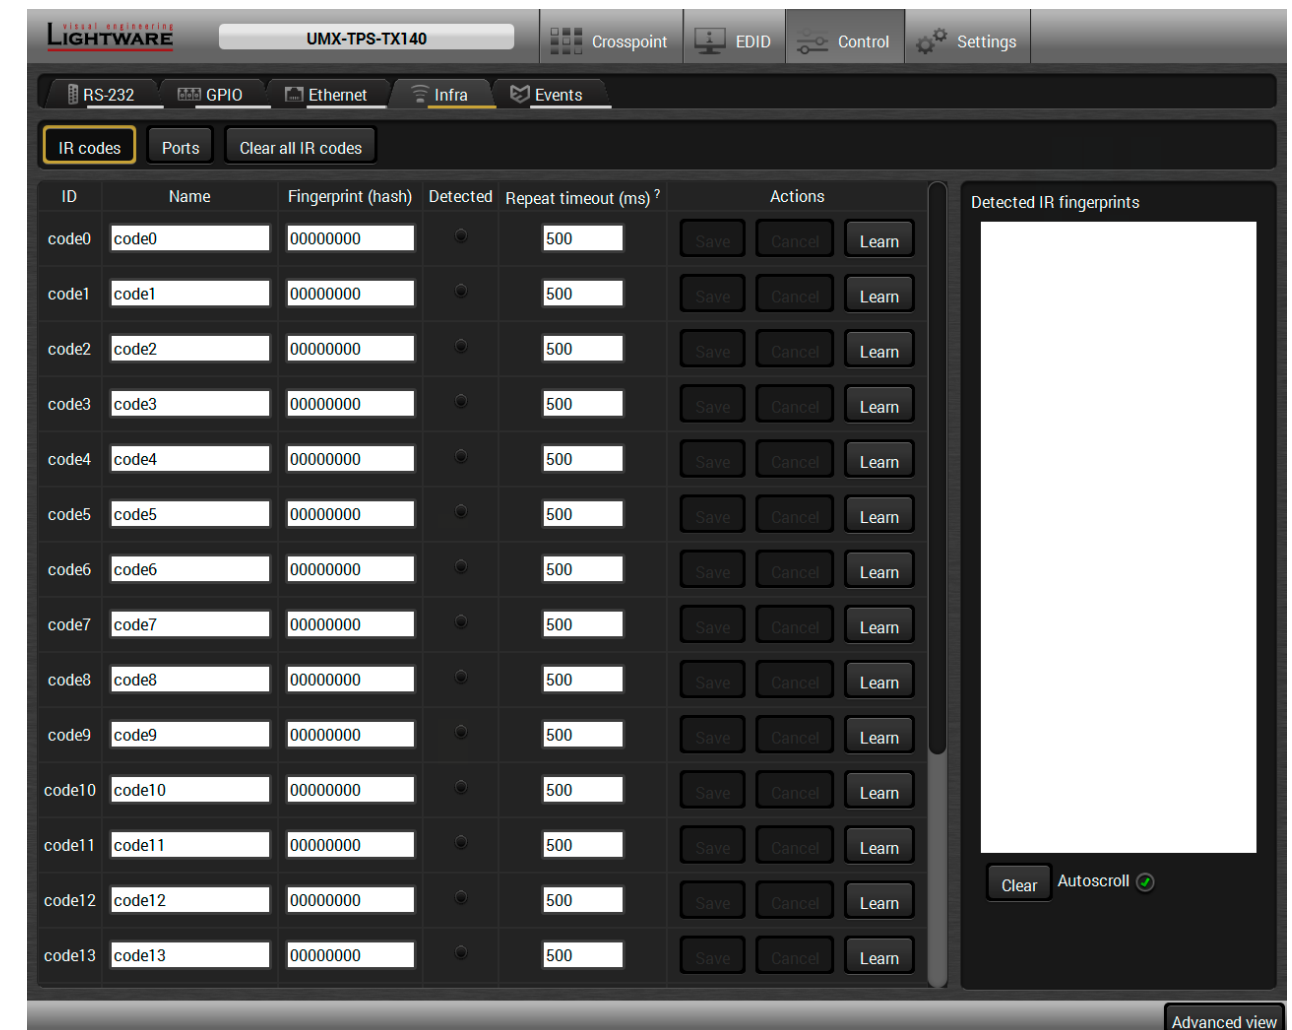 visual engineering
LIGHTWARE
UMX-TPS-TX140
Crosspoint
EDID
Control
Settings
RS-232
GPIO
Ethernet
Infra
Events
IR codes
Ports
Clear all IR codes
ID Name Fingerprint (hash) Detected Repeat timeout (ms) ? Actions
code0 code0 00000000 500 Save Cancel Learn
code1 code1 00000000 500 Save Cancel Learn
code2 code2 00000000 500 Save Cancel Learn
code3 code3 00000000 500 Save Cancel Learn
code4 code4 00000000 500 Save Cancel Learn
code5 code5 00000000 500 Save Cancel Learn
code6 code6 00000000 500 Save Cancel Learn
code7 code7 00000000 500 Save Cancel Learn
code8 code8 00000000 500 Save Cancel Learn
code9 code9 00000000 500 Save Cancel Learn
code10 code10 00000000 500 Save Cancel Learn
code11 code11 00000000 500 Save Cancel Learn
code12 code12 00000000 500 Save Cancel Learn
code13 code13 00000000 500 Save Cancel Learn
Detected IR fingerprints
Clear
Autoscroll
Advanced view